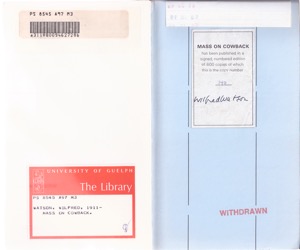 PS 8545 A97 M3
UNIVERSITY OF GUELPH
The Library
PS 8545 A97 M3
WATSON, WILFRED, 1911-
MASS ON COWBACK.
MASS ON COWBACK
has been published in a
signed, numbered edition
of 500 copies of which
this is the copy number
wilfred watson
WITHDRAWN